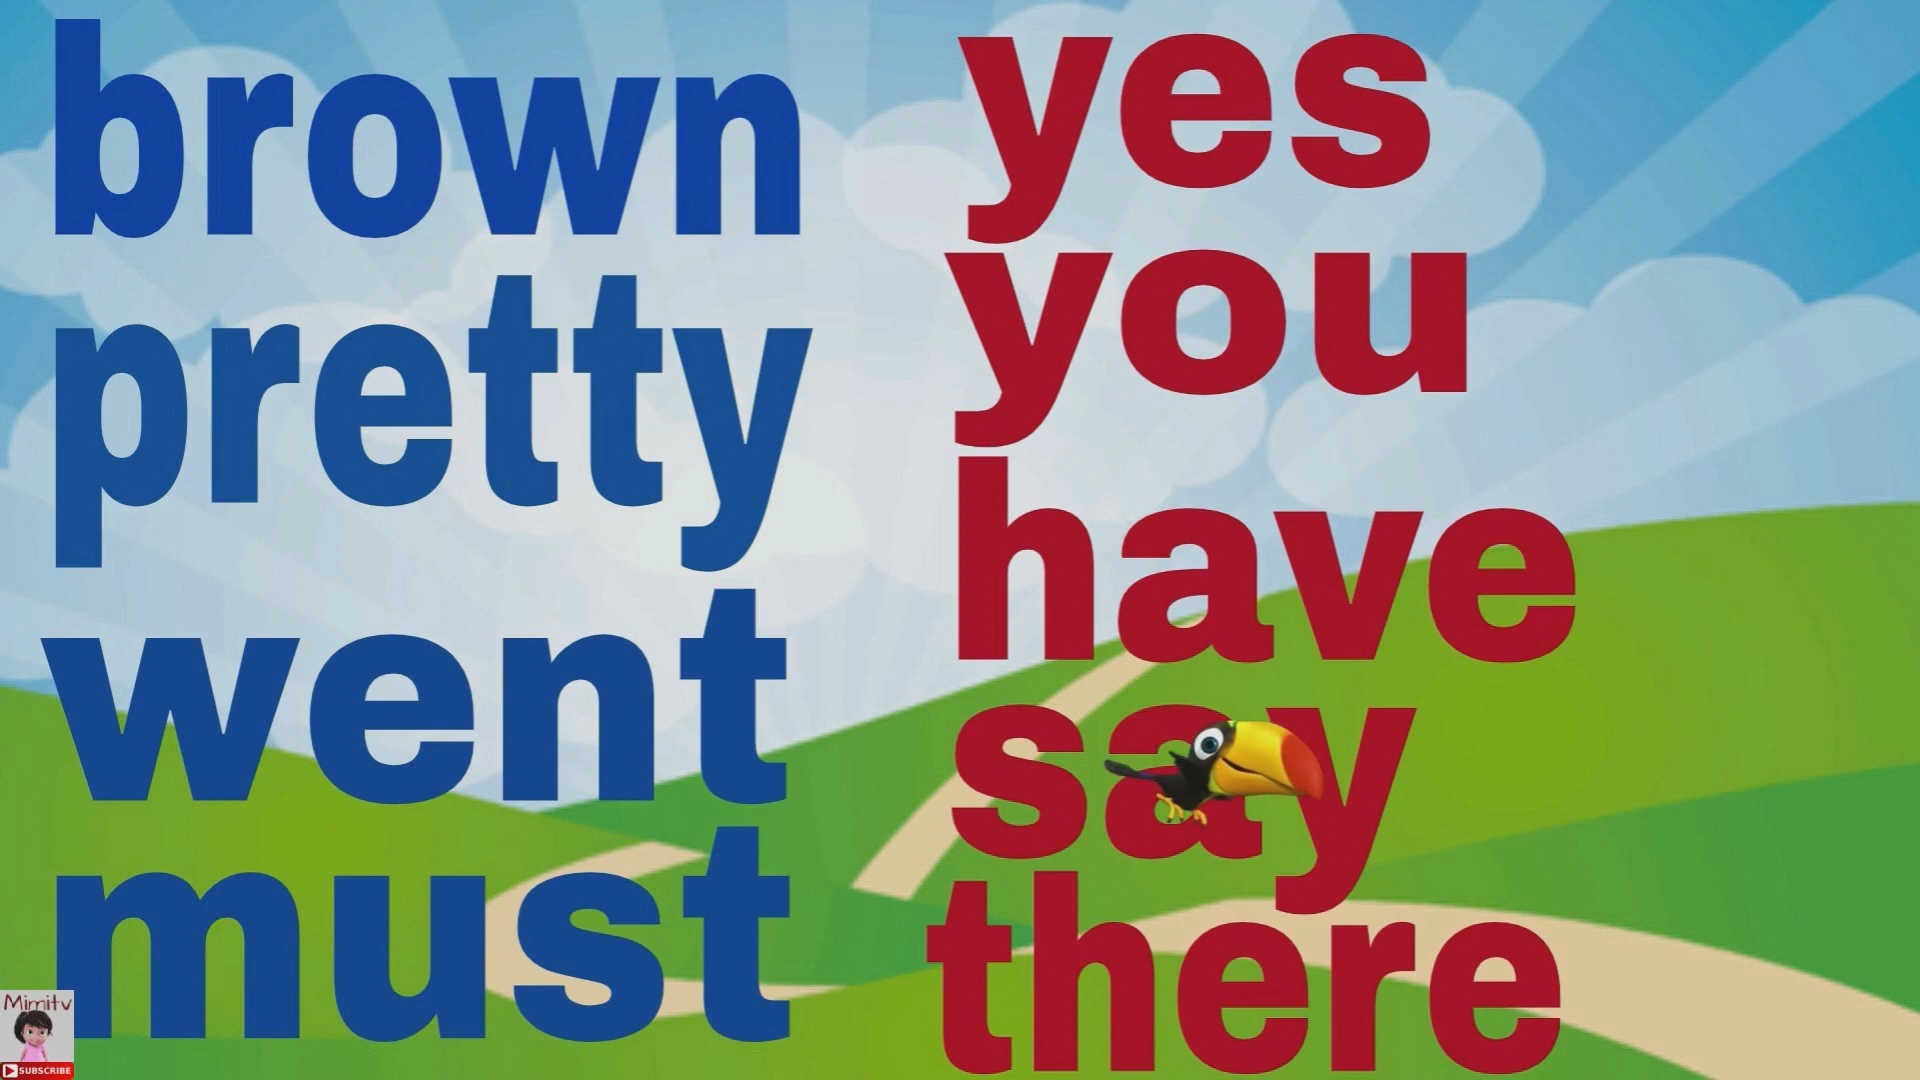 brown
pretty
went
must
yes
you
have
say
there
Mimitv
SUBSCRIBE